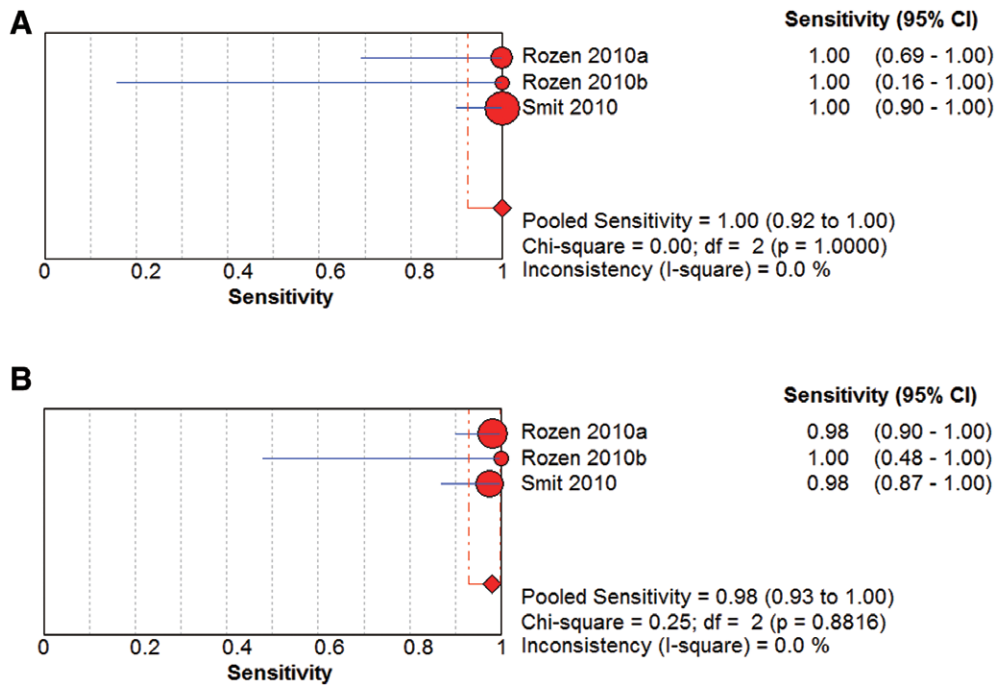 A
Sensitivity (95% CI)
Rozen 2010a 1.00 (0.69 - 1.00)
Rozen 2010b 1.00 (0.16 - 1.00)
Smit 2010 1.00 (0.90 - 1.00)
Pooled Sensitivity = 1.00 (0.92 to 1.00)
Chi-square = 0.00; df = 2 (p = 1.0000)
Inconsistency (I-square) = 0.0 %
0 0.2 0.4 0.6 0.8 1
Sensitivity
B
Sensitivity (95% CI)
Rozen 2010a 0.98 (0.90 - 1.00)
Rozen 2010b 1.00 (0.48 - 1.00)
Smit 2010 0.98 (0.87 - 1.00)
Pooled Sensitivity = 0.98 (0.93 to 1.00)
Chi-square = 0.25; df = 2 (p = 0.8816)
Inconsistency (I-square) = 0.0 %
0 0.2 0.4 0.6 0.8 1
Sensitivity